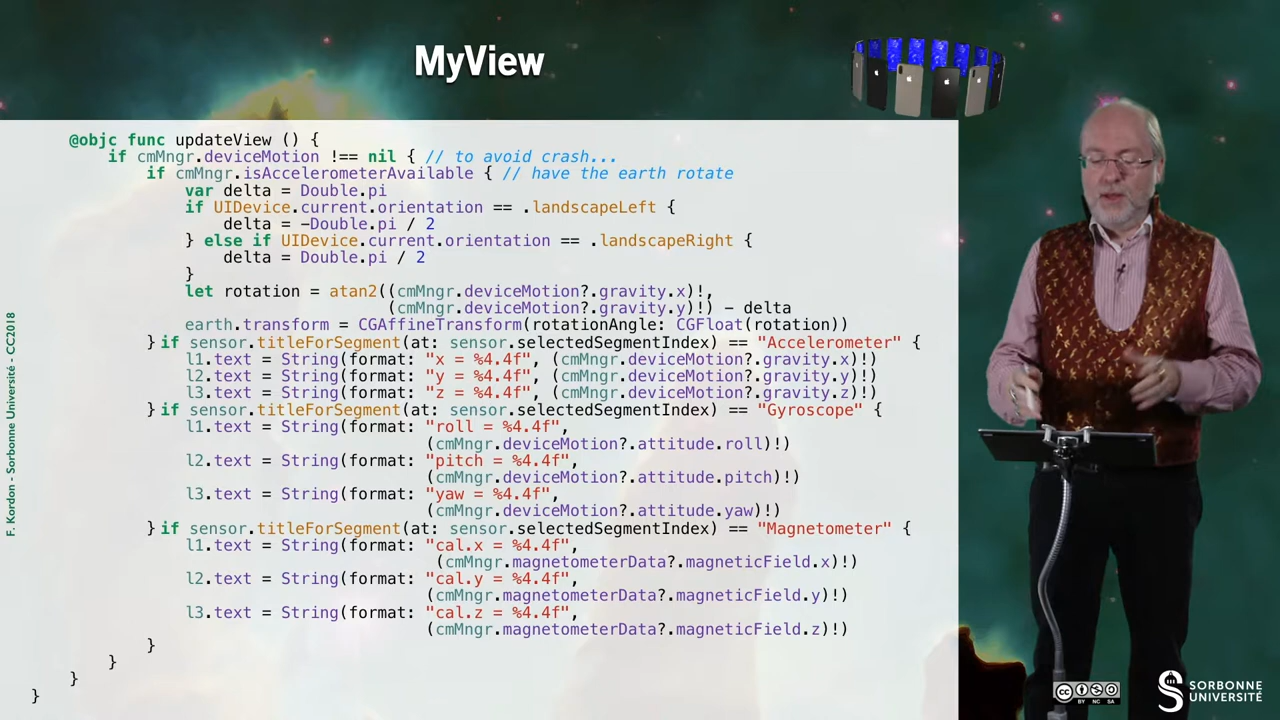 MyView
@objc func updateView () {
if cmMngr.deviceMotion !== nil { // to avoid crash...
if cmMngr.isAccelerometerAvailable { // have the earth rotate
var delta = Double.pi
if UIDevice.current.orientation == .landscapeLeft {
delta = -Double.pi / 2
} else if UIDevice.current.orientation == .landscapeRight {
delta = Double.pi / 2
}
let rotation = atan2((cmMngr.deviceMotion?.gravity.x)!,
(cmMngr.deviceMotion?.gravity.y)!) - delta
earth.transform = CGAffineTransform(rotationAngle: CGFloat(rotation))
} if sensor.titleForSegment(at: sensor.selectedSegmentIndex) == "Accelerometer" {
l1.text = String(format: "x = %4.4f", (cmMngr.deviceMotion?.gravity.x)!)
l2.text = String(format: "y = %4.4f", (cmMngr.deviceMotion?.gravity.y)!)
l3.text = String(format: "z = %4.4f", (cmMngr.deviceMotion?.gravity.z)!)
} if sensor.titleForSegment(at: sensor.selectedSegmentIndex) == "Gyroscope" {
l1.text = String(format: "roll = %4.4f",
(cmMngr.deviceMotion?.attitude.roll)!)
l2.text = String(format: "pitch = %4.4f",
(cmMngr.deviceMotion?.attitude.pitch)!)
l3.text = String(format: "yaw = %4.4f",
(cmMngr.deviceMotion?.attitude.yaw)!)
} if sensor.titleForSegment(at: sensor.selectedSegmentIndex) == "Magnetometer" {
l1.text = String(format: "cal.x = %4.4f",
(cmMngr.magnetometerData?.magneticField.x)!)
l2.text = String(format: "cal.y = %4.4f",
(cmMngr.magnetometerData?.magneticField.y)!)
l3.text = String(format: "cal.z = %4.4f",
(cmMngr.magnetometerData?.magneticField.z)!)
}
}
}
}
F. Kordon - Sorbonne Université - CC2018
CC BY NC SA
SORBONNE
UNIVERSITÉ